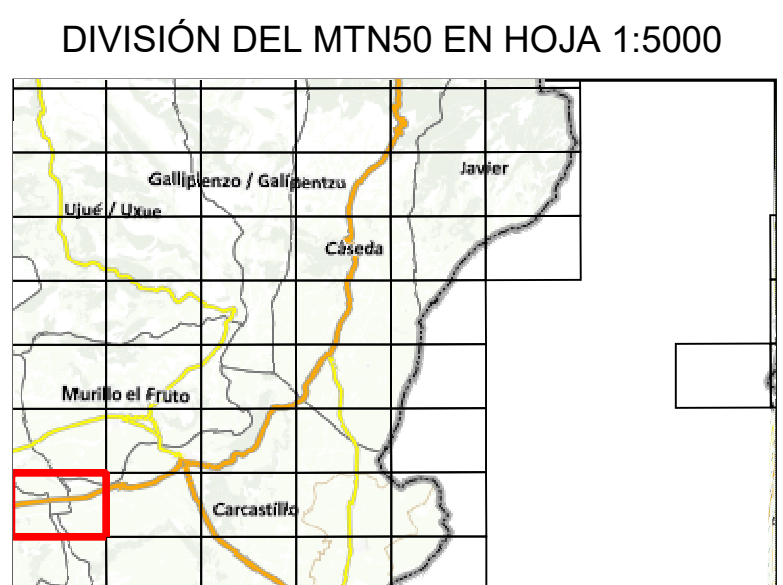 DIVISIÓN DEL MTN50 EN HOJA 1:5000
Javier
Gallipienzo / Galipentzu
Ujué / Uxue
Cáseda
Murillo el Fruto
Carcastillo